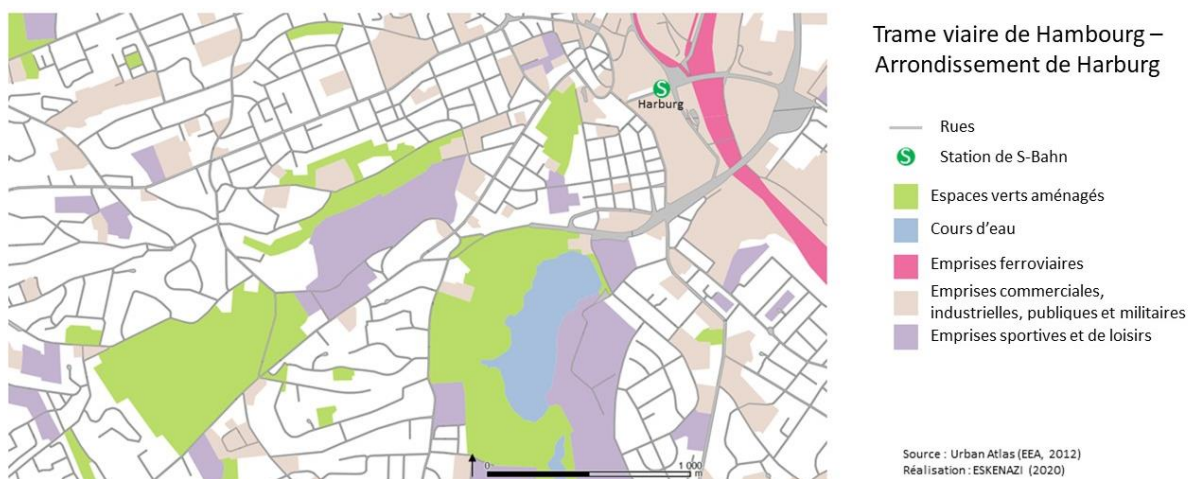 Trame viaire de Hambourg –
Arrondissement de Harburg
S
Harburg
Rues
S
Station de S-Bahn
Espaces verts aménagés
Cours d'eau
Emprises ferroviaires
Emprises commerciales,
industrielles, publiques et militaires
Emprises sportives et de loisirs
0
1 000
m
Source : Urban Atlas (EEA, 2012)
Réalisation : ESKENAZI (2020)